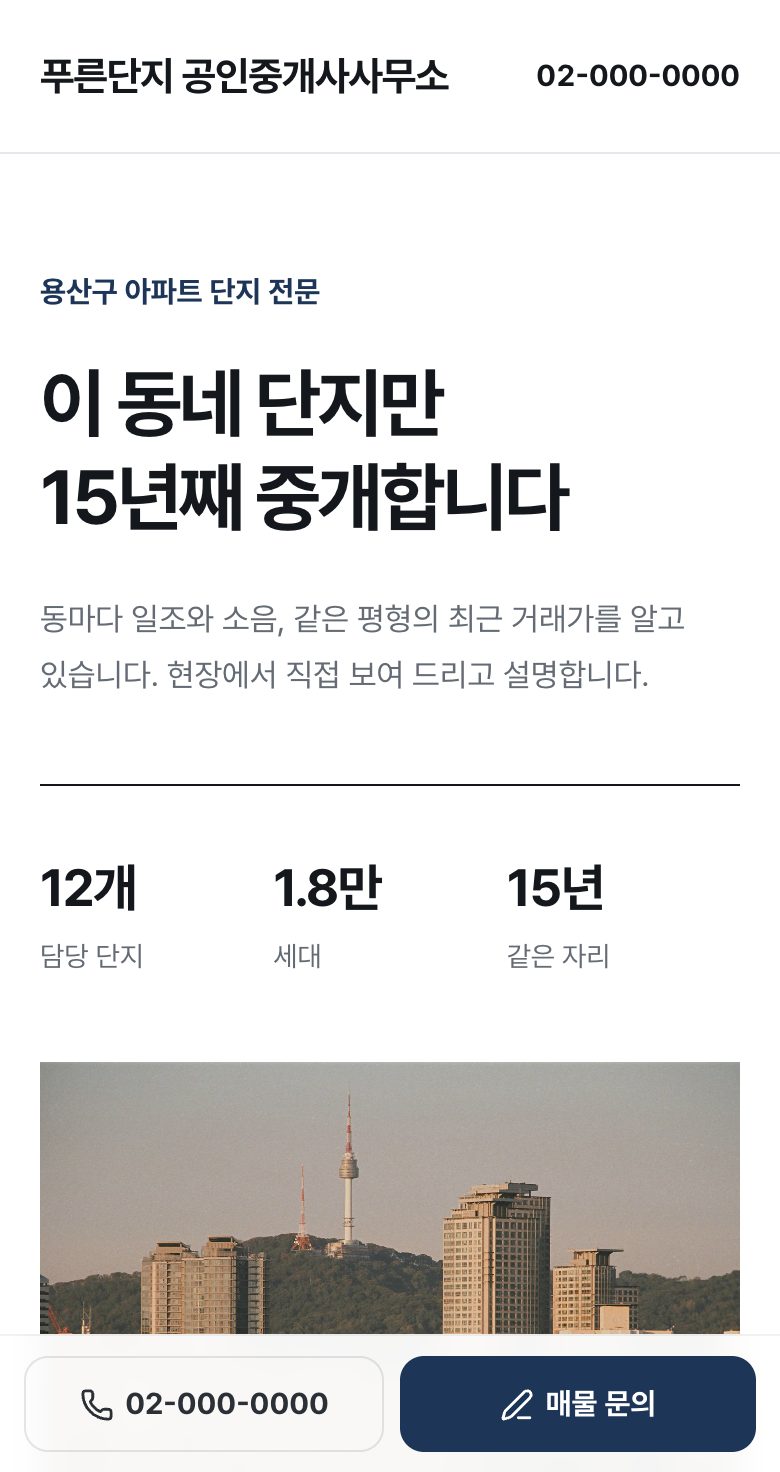 푸른단지 공인중개사사무소
02-000-0000
용산구 아파트 단지 전문
이 동네 단지만
15년째 중개합니다
동마다 일조와 소음, 같은 평형의 최근 거래가를 알고
있습니다. 현장에서 직접 보여 드리고 설명합니다.
12개
1.8만
15년
담당 단지
세대
같은 자리
02-000-0000
매물 문의